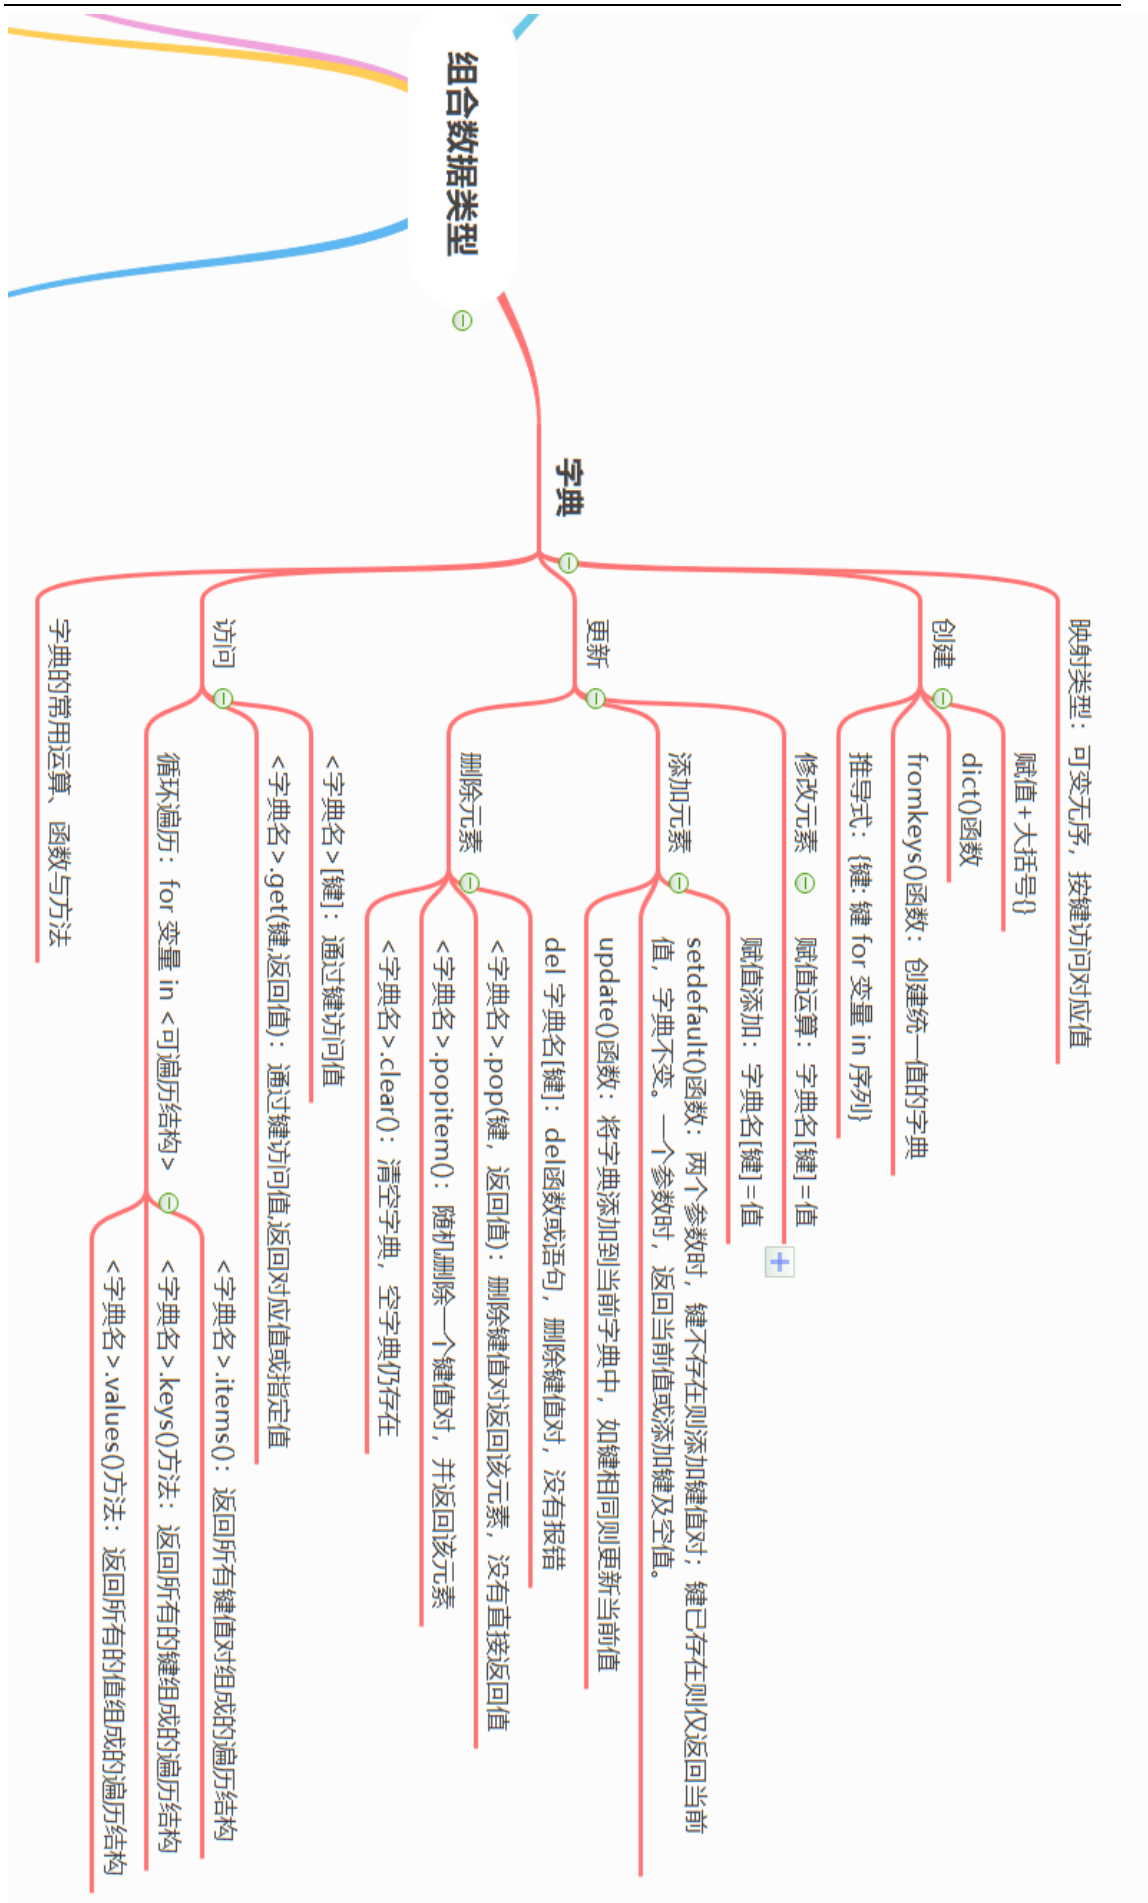 组合数据类型
字典
映射类型：可变无序，按键访问对应值
创建
赋值+大括号{}
dict()函数
fromkeys()函数：创建统一值的字典
推导式：{键: 键 for 变量 in 序列}
更新
修改元素
赋值运算：字典名[键]=值
添加元素
赋值添加：字典名[键]=值
setdefault()函数：两个参数时，键不存在则添加键值对；键已存在则仅返回当前
值，字典不变。一个参数时，返回当前值或添加键及空值。
update()函数：将字典添加到当前字典中，如键相同则更新当前值
删除元素
del 字典名[键]：del函数或语句，删除键值对，没有报错
<字典名>.pop(键，返回值)：删除键值对返回该元素，没有直接返回值
<字典名>.popitem()：随机删除一个键值对，并返回该元素
<字典名>.clear()：清空字典，空字典仍存在
访问
<字典名>[键]：通过键访问值
<字典名>.get(键,返回值)：通过键访问值,返回对应值或指定值
循环遍历：for 变量 in <可遍历结构>
<字典名>.items()：返回所有键值对组成的遍历结构
<字典名>.keys()方法：返回所有的键组成的遍历结构
<字典名>.values()方法：返回所有的值组成的遍历结构
字典的常用运算、函数与方法